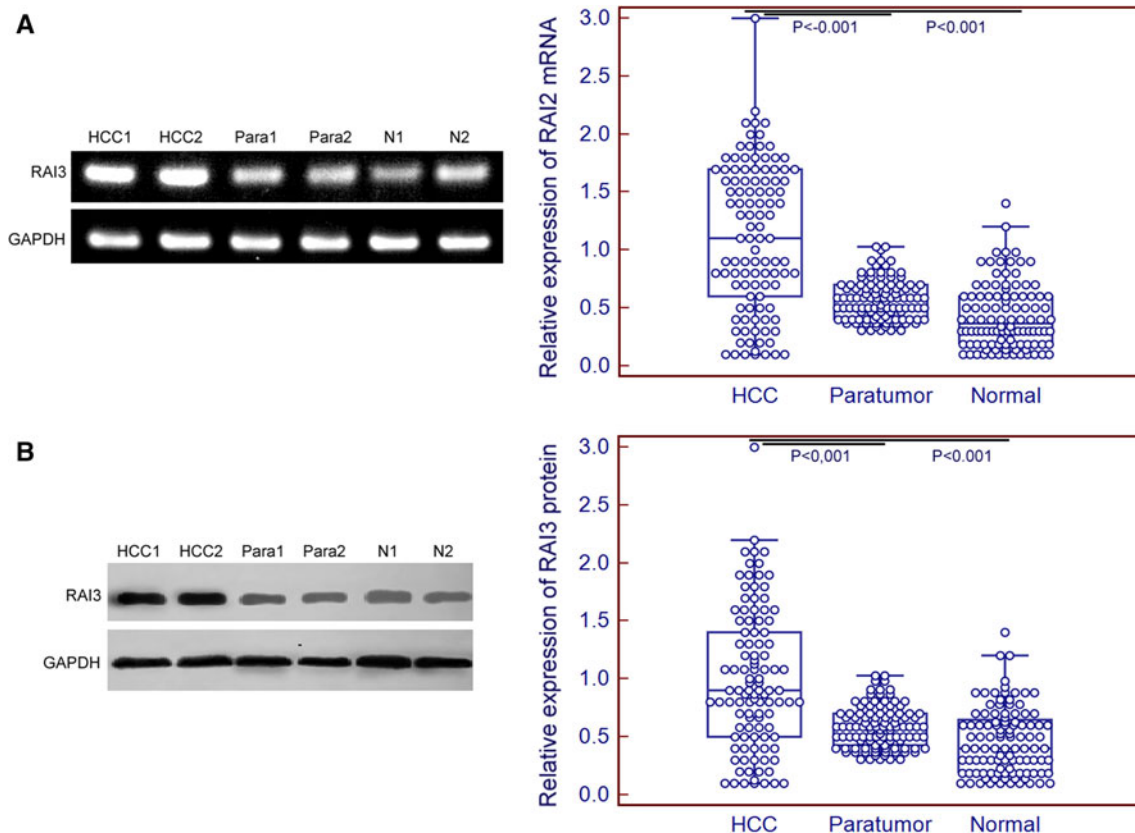 A
HCC1 HCC2 Para1 Para2 N1 N2
RAI3
GAPDH
Relative expression of RAI2 mRNA
3.0
2.5
2.0
1.5
1.0
0.5
0.0
P<-0.001 P<0.001
HCC Paratumor Normal
B
HCC1 HCC2 Para1 Para2 N1 N2
RAI3
GAPDH
Relative expression of RAI3 protein
3.0
2.5
2.0
1.5
1.0
0.5
0.0
P<0,001 P<0.001
HCC Paratumor Normal